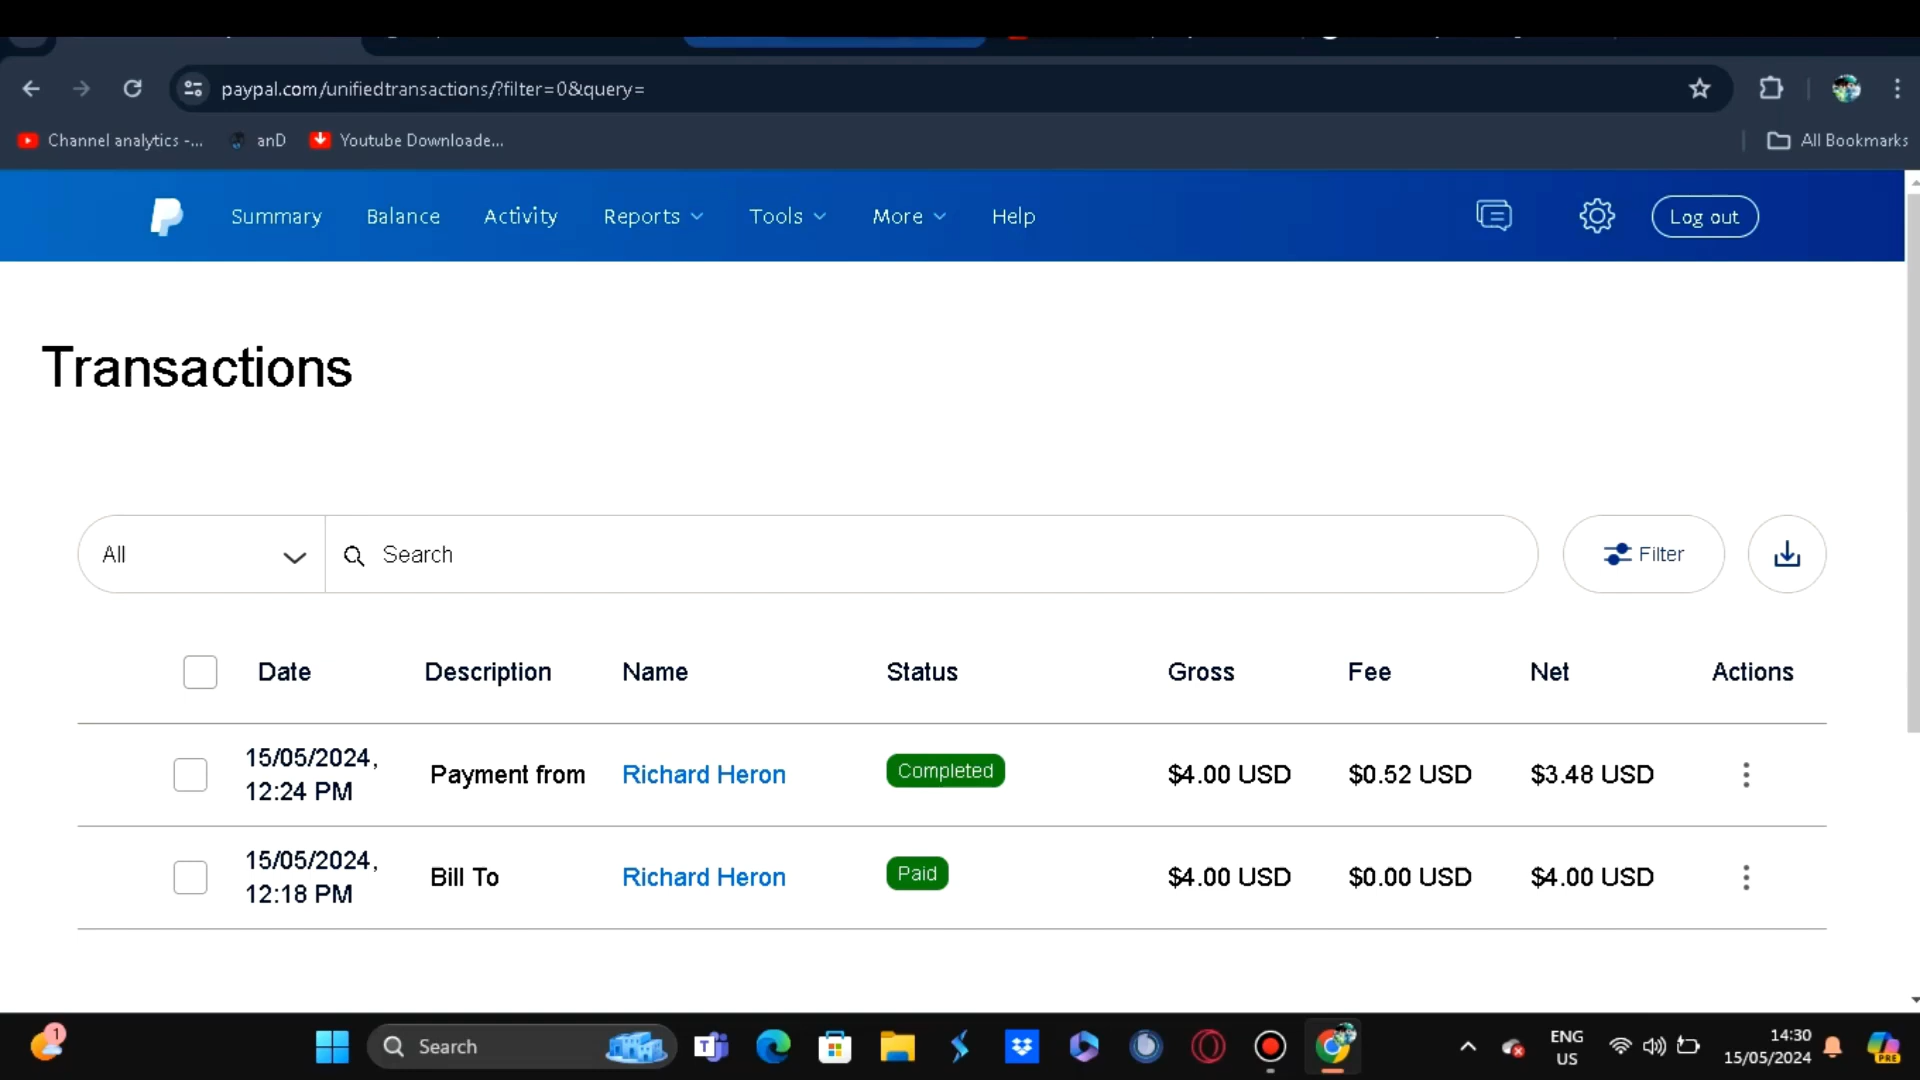 paypal.com/unifiedtransactions/?filter=0&query=
Channel analytics -...
anD
Youtube Downloade...
All Bookmarks
Summary
Balance
Activity
Reports
Tools
More
Help
Log out
Transactions
All
Search
Filter
Date Description Name Status Gross Fee Net Actions
15/05/2024,
12:24 PM
Payment from Richard Heron Completed $4.00 USD $0.52 USD $3.48 USD
15/05/2024,
12:18 PM
Bill To Richard Heron Paid $4.00 USD $0.00 USD $4.00 USD
1
Search
T
ENG
US
14:30
15/05/2024
PRE